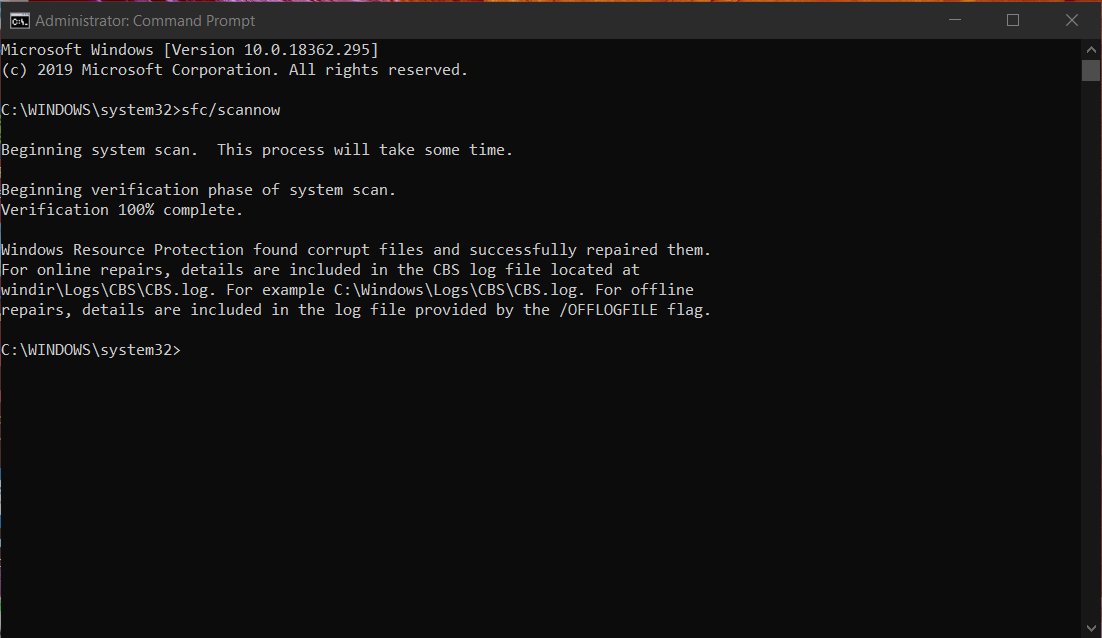 Administrator: Command Prompt
Microsoft Windows [Version 10.0.18362.295]
(c) 2019 Microsoft Corporation. All rights reserved.
C:\WINDOWS\system32>sfc/scannow
Beginning system scan.  This process will take some time.
Beginning verification phase of system scan.
Verification 100% complete.
Windows Resource Protection found corrupt files and successfully repaired them.
For online repairs, details are included in the CBS log file located at
windir\Logs\CBS\CBS.log. For example C:\Windows\Logs\CBS\CBS.log. For offline
repairs, details are included in the log file provided by the /OFFLOGFILE flag.
C:\WINDOWS\system32>